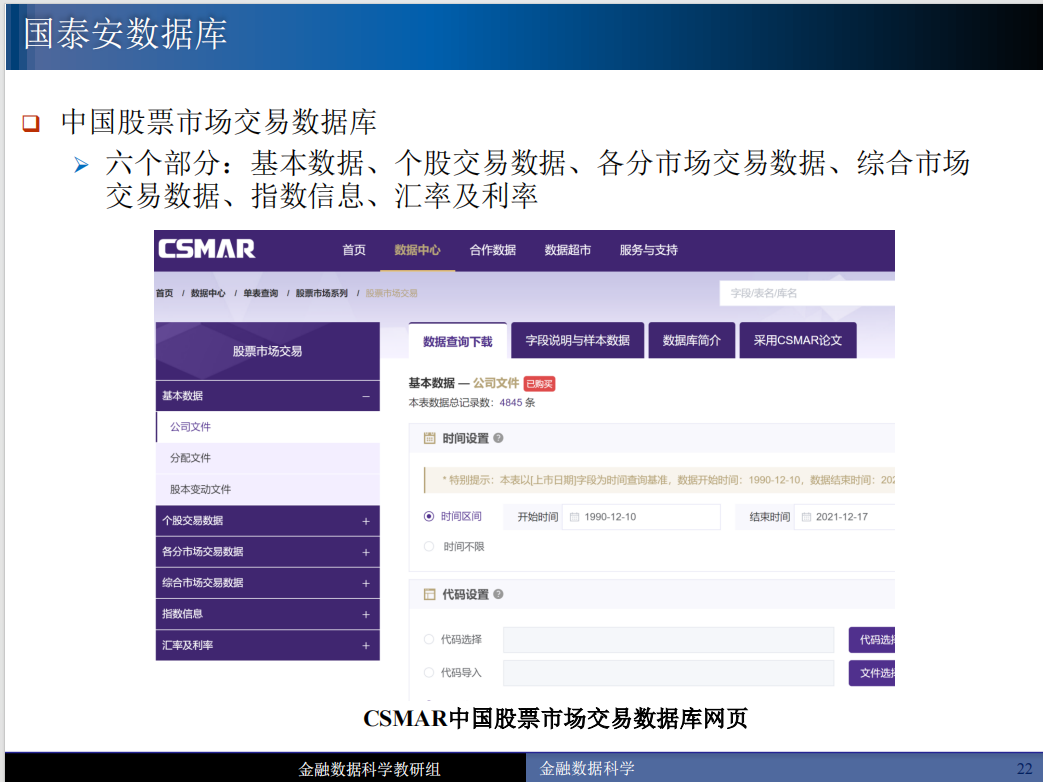 国泰安数据库
中国股票市场交易数据库
六个部分：基本数据、个股交易数据、各分市场交易数据、综合市场
交易数据、指数信息、汇率及利率
CSMAR 首页 数据中心 合作数据 数据超市 服务与支持
首页 / 数据中心 / 单表查询 / 股票市场系列 / 股票市场交易 字段/表名/库名
股票市场交易
基本数据 －
公司文件
分配文件
股本变动文件
个股交易数据 +
各分市场交易数据 +
综合市场交易数据 +
指数信息 +
汇率及利率 +
数据查询下载 字段说明与样本数据 数据库简介 采用CSMAR论文
基本数据 — 公司文件 已购买
本表数据总记录数：4845 条
时间设置 ?
* 特别提示：本表以[上市日期]字段为时间查询基准，数据开始时间：1990-12-10，数据结束时间：202
时间区间 开始时间 1990-12-10 结束时间 2021-12-17
时间不限
代码设置 ?
代码选择 代码选
代码导入 文件选
CSMAR中国股票市场交易数据库网页
金融数据科学教研组 金融数据科学 22